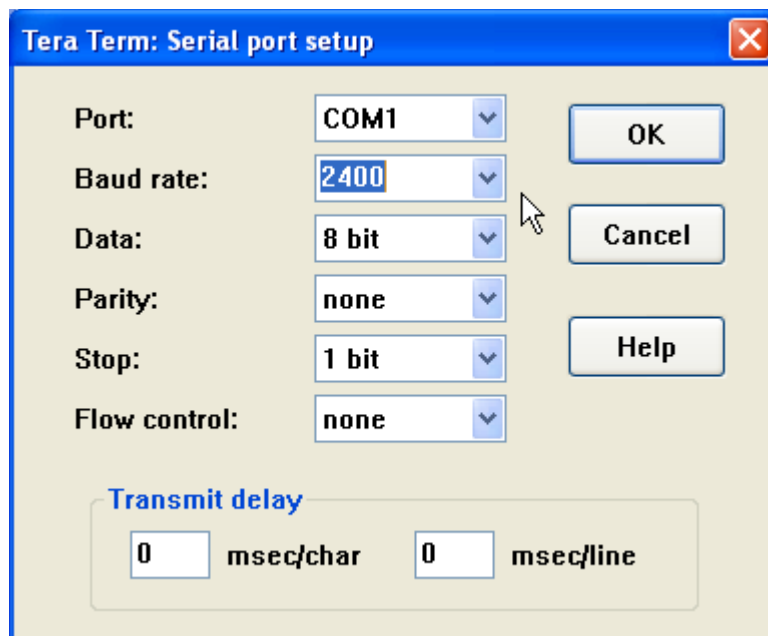 Tera Term: Serial port setup
Port: COM1 OK
Baud rate: 2400
Data: 8 bit Cancel
Parity: none
Stop: 1 bit Help
Flow control: none
Transmit delay
0 msec/char 0 msec/line